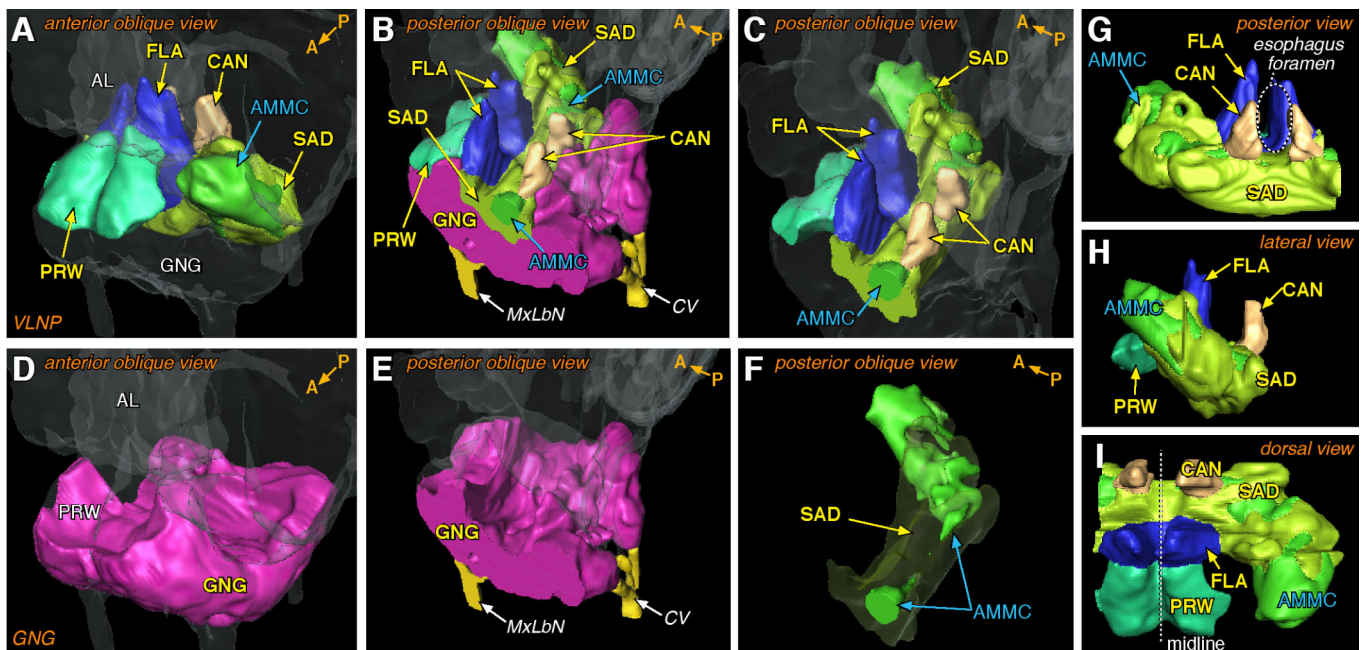 A
anterior oblique view
P
A
FLA
CAN
AL
AMMC
SAD
PRW
GNG
VLNP
B
posterior oblique view
A
P
SAD
FLA
AMMC
SAD
CAN
GNG
PRW
AMMC
MxLbN
CV
C
posterior oblique view
A
P
SAD
FLA
CAN
AMMC
D
anterior oblique view
P
A
AL
PRW
GNG
GNG
E
posterior oblique view
A
P
GNG
MxLbN
CV
F
posterior oblique view
A
P
SAD
AMMC
G
posterior view
esophagus
foramen
FLA
AMMC
CAN
SAD
H
lateral view
FLA
CAN
AMMC
SAD
PRW
I
dorsal view
CAN
SAD
FLA
PRW
AMMC
midline